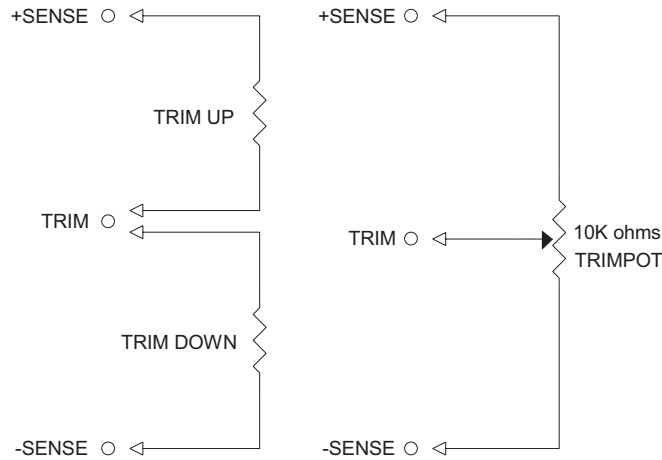 +SENSE
TRIM UP
TRIM
TRIM DOWN
-SENSE
+SENSE
TRIM
10K ohms
TRIMPOT
-SENSE